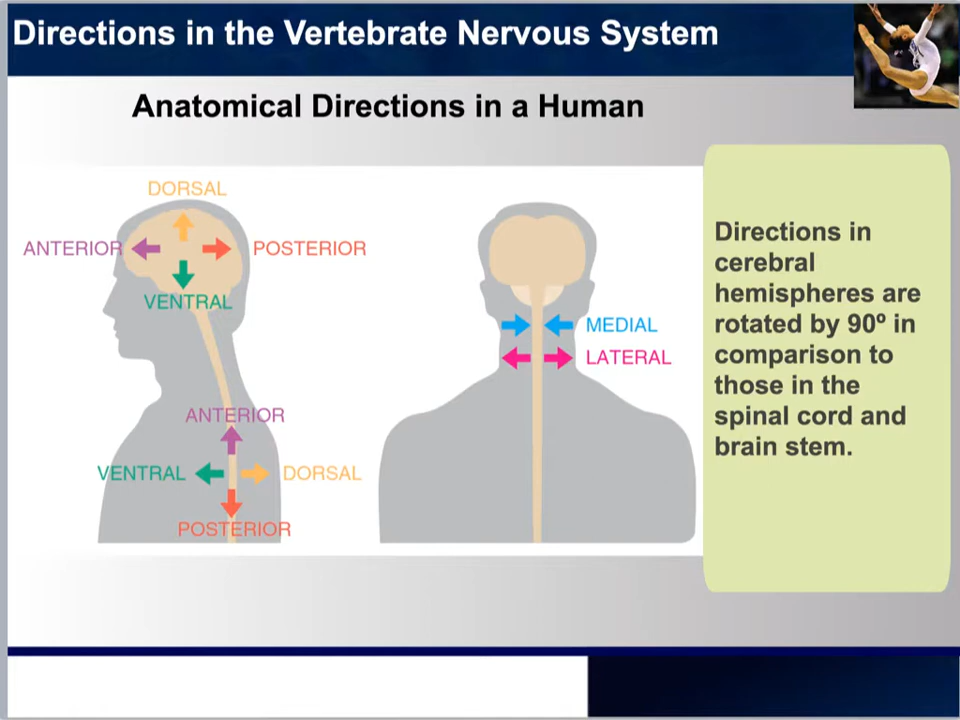 Directions in the Vertebrate Nervous System
Anatomical Directions in a Human
DORSAL
ANTERIOR
POSTERIOR
VENTRAL
ANTERIOR
VENTRAL
DORSAL
POSTERIOR
MEDIAL
LATERAL
Directions in
cerebral
hemispheres are
rotated by 90º in
comparison to
those in the
spinal cord and
brain stem.